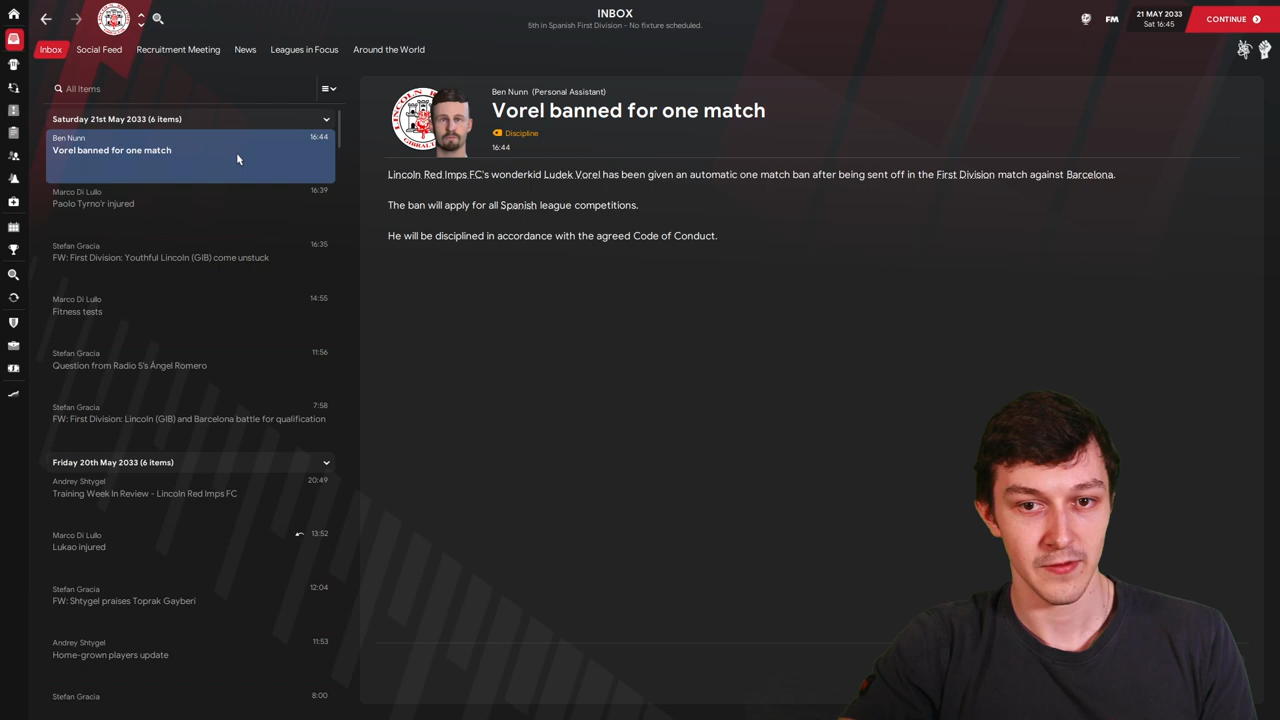 INBOX
5th in Spanish First Division - No fixture scheduled.
FM
21 MAY 2033
Sat 16:45
CONTINUE
Inbox
Social Feed
Recruitment Meeting
News
Leagues in Focus
Around the World
All Items
Saturday 21st May 2033 (6 items)
Ben Nunn
16:44
Vorel banned for one match
Marco Di Lullo
16:39
Paolo Tyrno'r injured
Stefan Gracia
16:35
FW: First Division: Youthful Lincoln (GIB) come unstuck
Marco Di Lullo
14:55
Fitness tests
Stefan Gracia
11:56
Question from Radio 5's Ángel Romero
Stefan Gracia
7:58
FW: First Division: Lincoln (GIB) and Barcelona battle for qualification
Friday 20th May 2033 (6 items)
Andrey Shtygel
20:49
Training Week In Review - Lincoln Red Imps FC
Marco Di Lullo
13:52
Lukao injured
Stefan Gracia
12:04
FW: Shtygel praises Toprak Gayberi
Andrey Shtygel
11:53
Home-grown players update
Stefan Gracia
8:00
Ben Nunn (Personal Assistant)
Vorel banned for one match
Discipline
16:44
Lincoln Red Imps FC's wonderkid Ludek Vorel has been given an automatic one match ban after being sent off in the First Division match against Barcelona.
The ban will apply for all Spanish league competitions.
He will be disciplined in accordance with the agreed Code of Conduct.